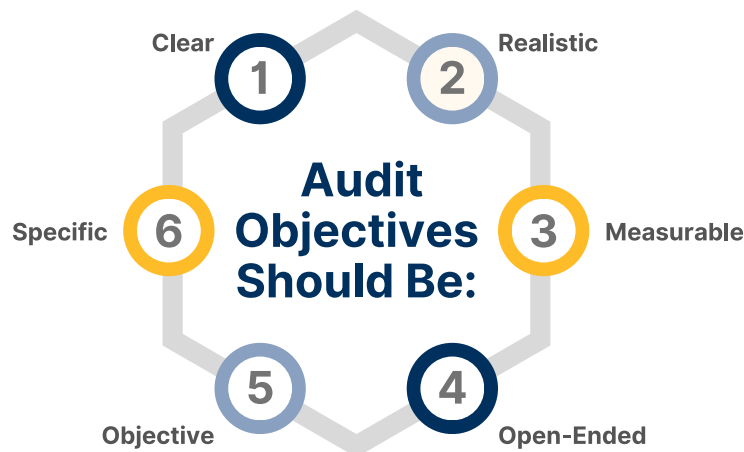 Clear
1
2
Realistic
Audit
Objectives
Should Be:
Specific
6
3
Measurable
5
4
Objective
Open-Ended